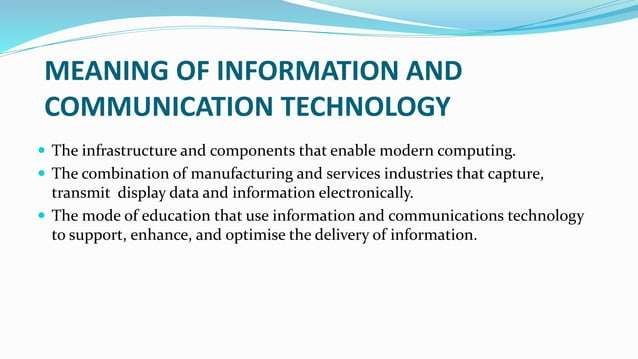 MEANING OF INFORMATION AND
COMMUNICATION TECHNOLOGY
• The infrastructure and components that enable modern computing.
• The combination of manufacturing and services industries that capture,
transmit display data and information electronically.
• The mode of education that use information and communications technology
to support, enhance, and optimise the delivery of information.